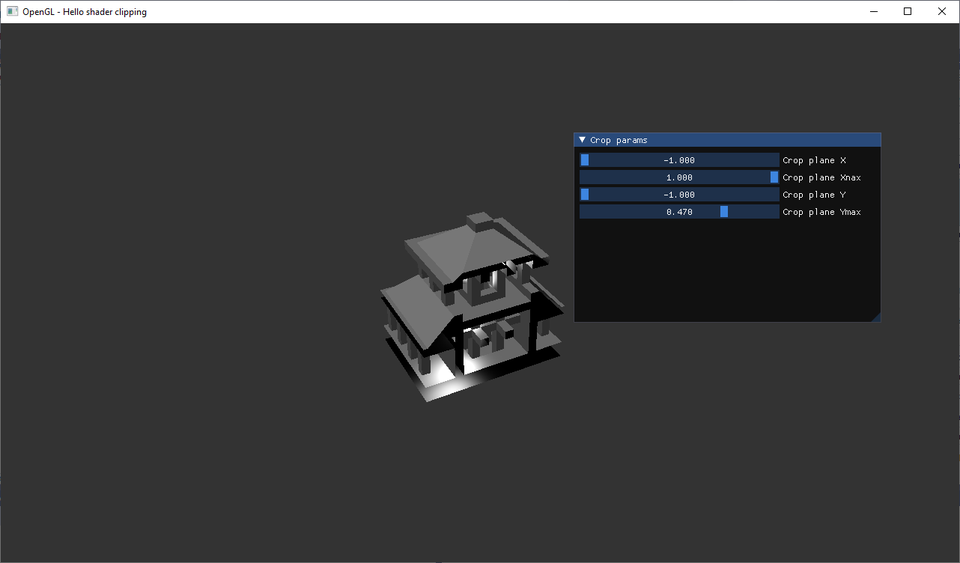 OpenGL - Hello shader clipping
Crop params
-1.000 Crop plane X
1.000 Crop plane Xnax
-1.000 Crop plane Y
0.470 Crop plane Ymax